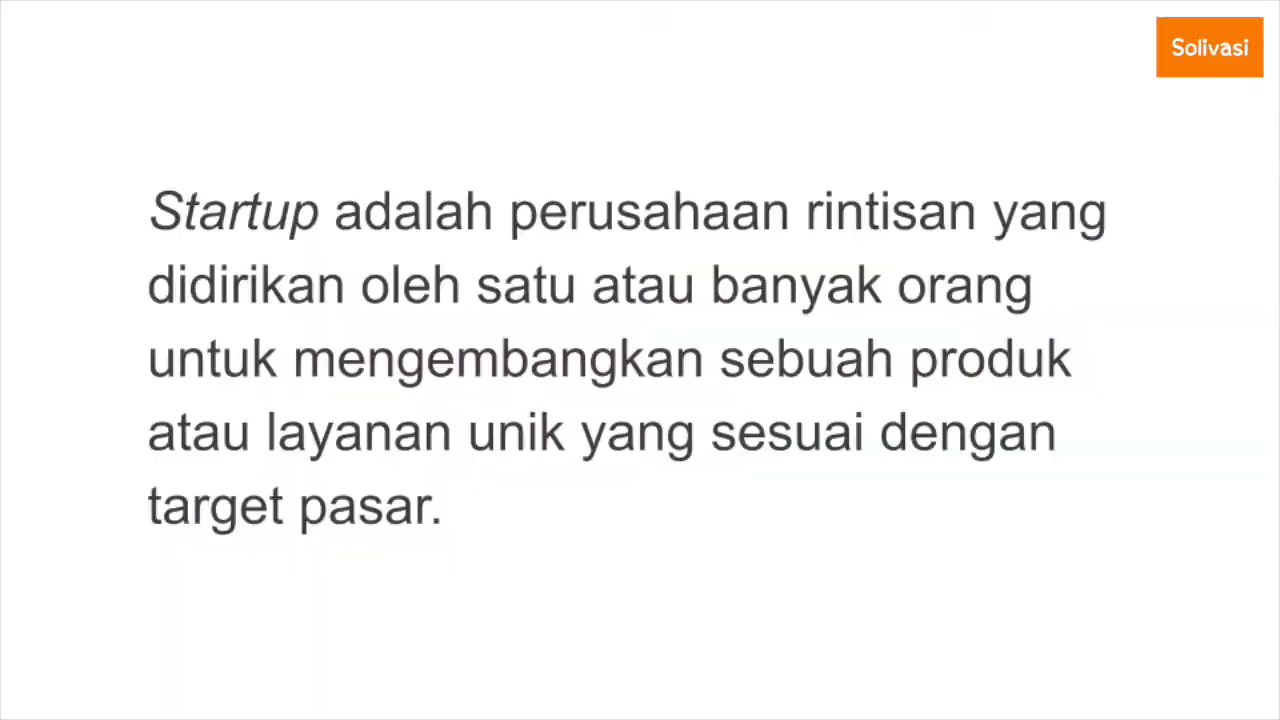 Solivasi
Startup adalah perusahaan rintisan yang
didirikan oleh satu atau banyak orang
untuk mengembangkan sebuah produk
atau layanan unik yang sesuai dengan
target pasar.